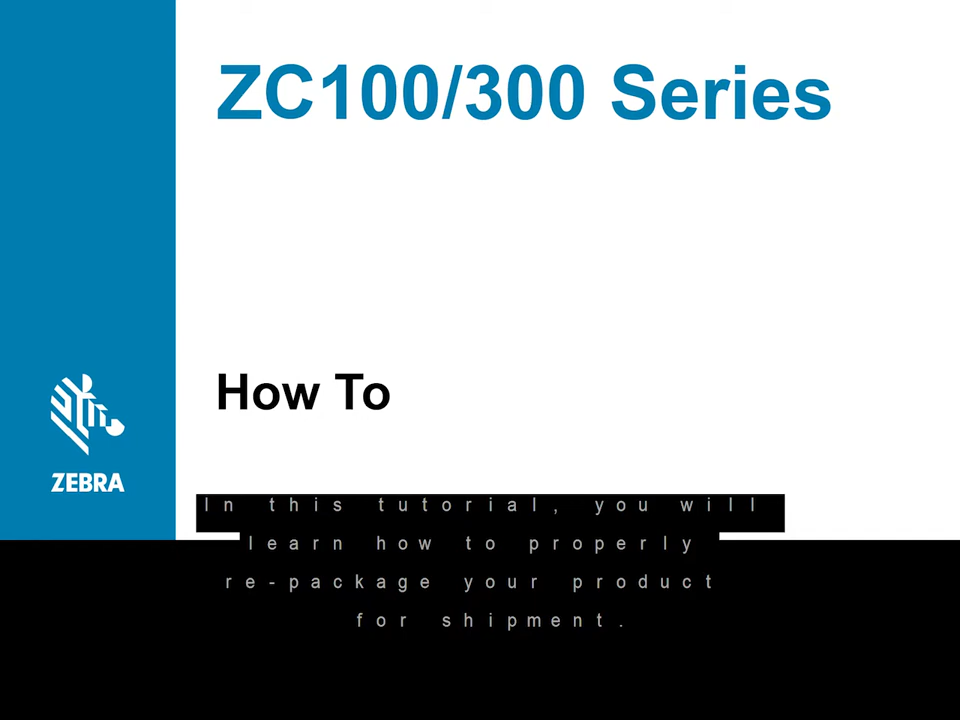 ZC100/300 Series
How To
ZEBRA
In this tutorial, you will
learn how to properly
re-package your product
for shipment.